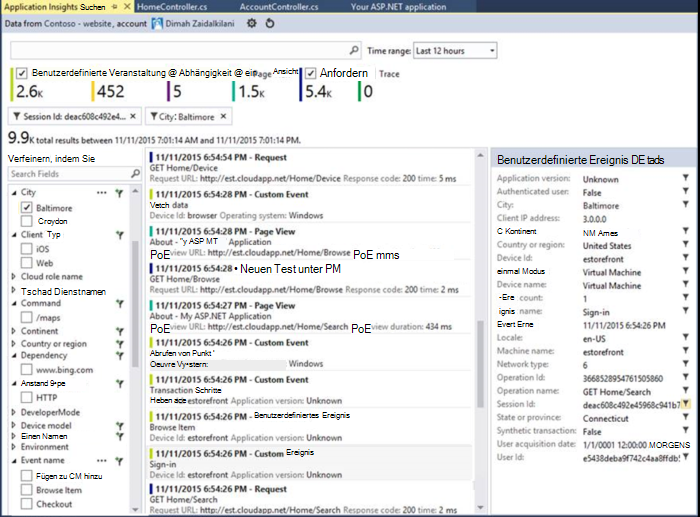 Application Insights Suchen HomeController.cs AccountController.cs Your ASP.NET application
Data from Contoso - website, account Dimah Zaidalkilani
Time range: Last 12 hours
Benutzerdefinierte Veranstaltung @ Abhängigkeit @ ein Page Ansicht Anfordern Trace
2.6K 452 5 1.5K 5.4K 0
Session Id: deac608c492e4... City: Baltimore
9.9K total results between 11/11/2015 7:01:14 AM and 11/11/2015 7:01:14 PM.
Verfeinern, indem Sie
Search Fields
City ...
Baltimore
Croydon
Client Typ
iOS
Web
Cloud role name
Tschad Dienstnamen
Command
/maps
Continent
Country or region
Dependency
www.bing.com
Anstand 9•pe
HTTP
DeveloperMode
Device model
Einen Namen
Environment
Event name ...
Fügen zu CM hinzu
Browse Item
Checkout
11/11/2015 6:54:54 PM - Request
GET Home/Device
Request URL: http://est.cloudapp.net/Home/Device Response code: 200 time: 5 ms
11/11/2015 6:54:28 PM - Custom Event
Vetch data
Device Id: browser Operating system: Windows
11/11/2015 6:54:28 PM - Page View
About - "y ASP MT Application
PoE view URL: http://est.cloudapp.net/Home/Browse PoE mms
11/11/2015 6:54:28 • Neuen Test unter PM
GET Home/Browse
Request URL: http://est.cloudapp.net/Home/Browse Response code: 200 time: 2 ms
11/11/2015 6:54:27 PM - Page View
About - My ASP.NET Application
PoE view URL: http://est.cloudapp.net/Home/Search PoE view duration: 434 ms
11/11/2015 6:54:26 PM - Custom Event
Abrufen von Punkt '
Oeuvre Vy•stern: Windows
11/11/2015 6:54:26 PM - Custom Event
Transaction Schritte
Heben ade estorefront Application version: Unknown
11/11/2015 6:54:26 PM - Benutzerdefiniertes Ereignis
Browse Item
Device Id: estorefront Application version: Unknown
11/11/2015 6:54:26 PM - Custom Ereignis
Sign-in
Device Id: estorefront Application version: Unknown
11/11/2015 6:54:26 PM - Request
GET Home/Search
Request URL: http://est.cloudapp.net/Home/Search Response code: 200 time: 2 ms
Benutzerdefinierte Ereignis DE tads
Application version: Unknown
Authenticated user: False
City: Baltimore
Client IP address: 3.0.0.0
C Kontinent NM Ames
Country or region: United States
Device Id: estorefront
einmal Modus Virtual Machine
Device name: Virtual Machine
-Ere count: 1
ignis name: Sign-in
Evert Erne 11/11/2015 6:54:26 PM
Locale: en-US
Machine name: estorefront
Network type: 6
Operation Id: 3668528954761505860
Operation name: GET Home/Search
Session Id: deac608c492e45968c941b7
State or province: Connecticut
Synthetic transaction: False
User acquisition date: 1/1/0001 12:00:00 MORGENS
User Id: e5438deba9f742c4aa8ffdb!